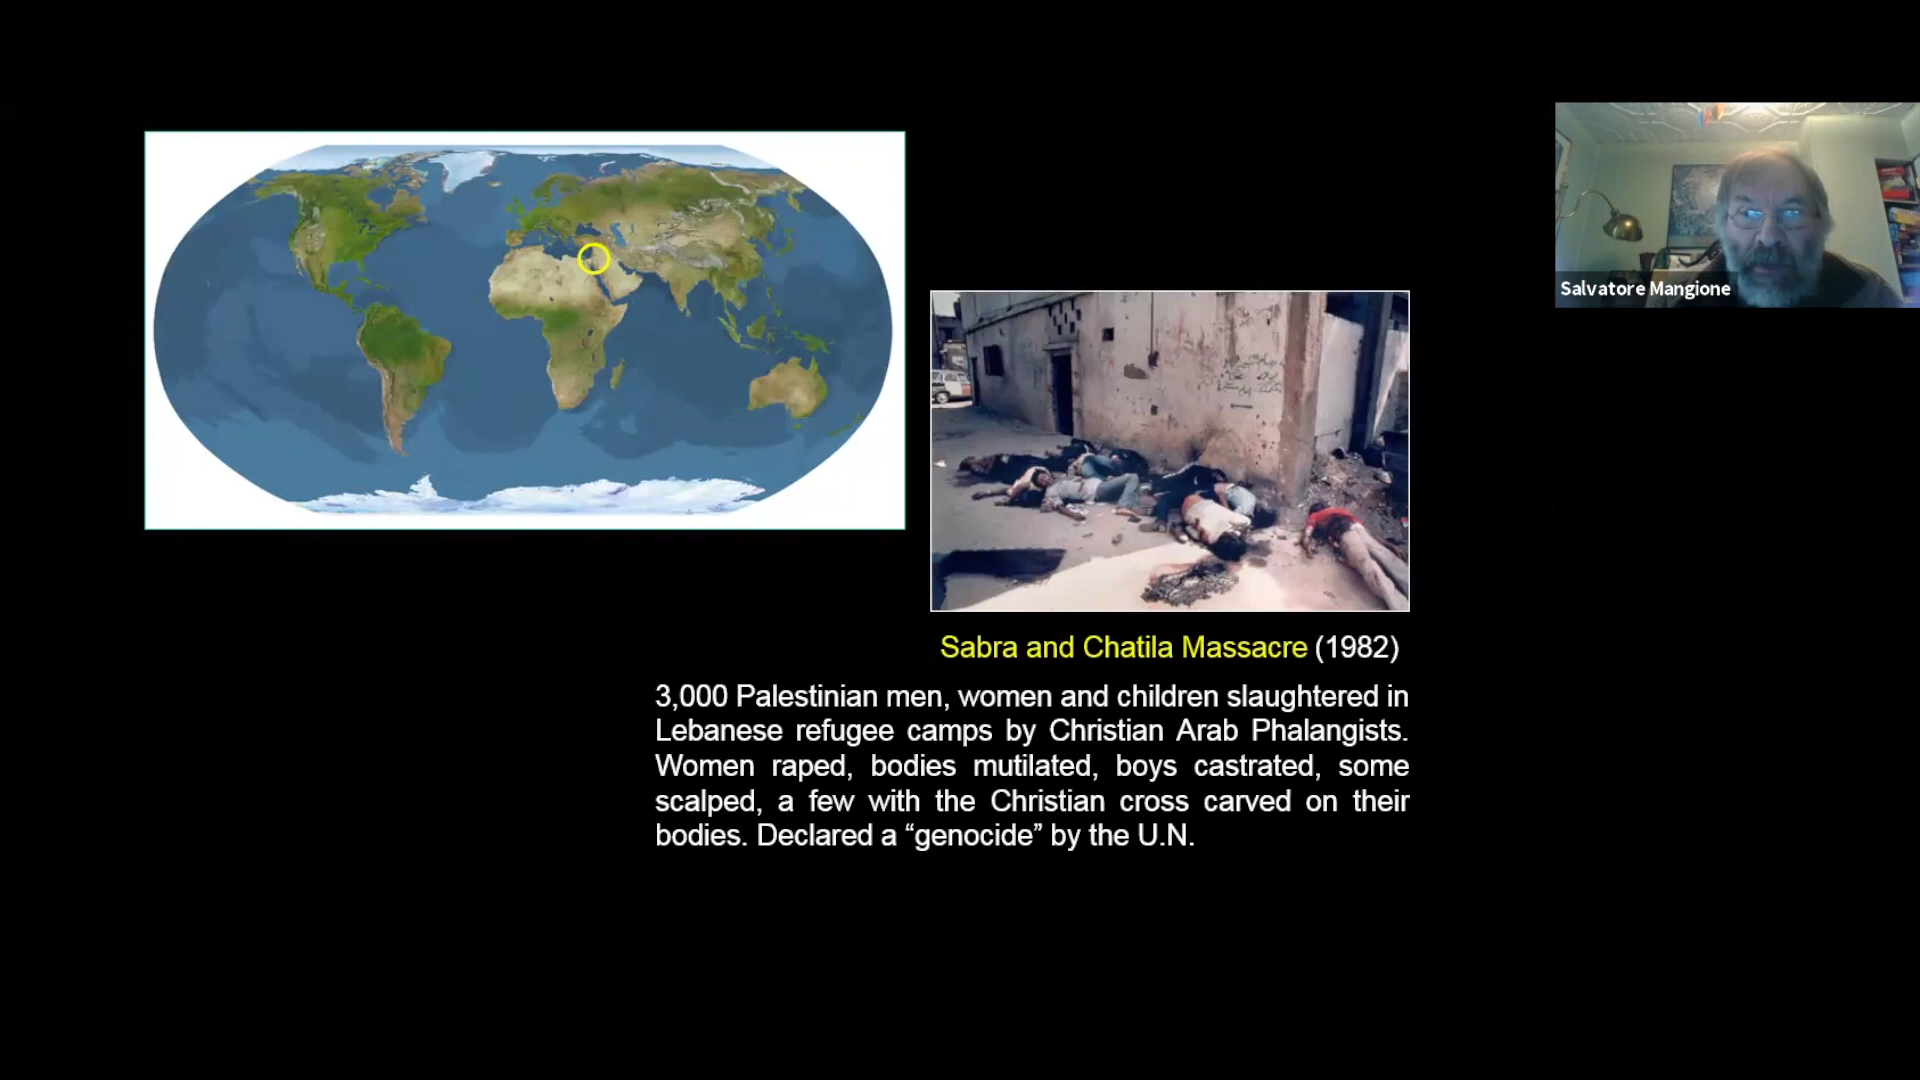 Salvatore Mangione
Sabra and Chatila Massacre (1982)
3,000 Palestinian men, women and children slaughtered in
Lebanese refugee camps by Christian Arab Phalangists.
Women raped, bodies mutilated, boys castrated, some
scalped, a few with the Christian cross carved on their
bodies. Declared a “genocide” by the U.N.